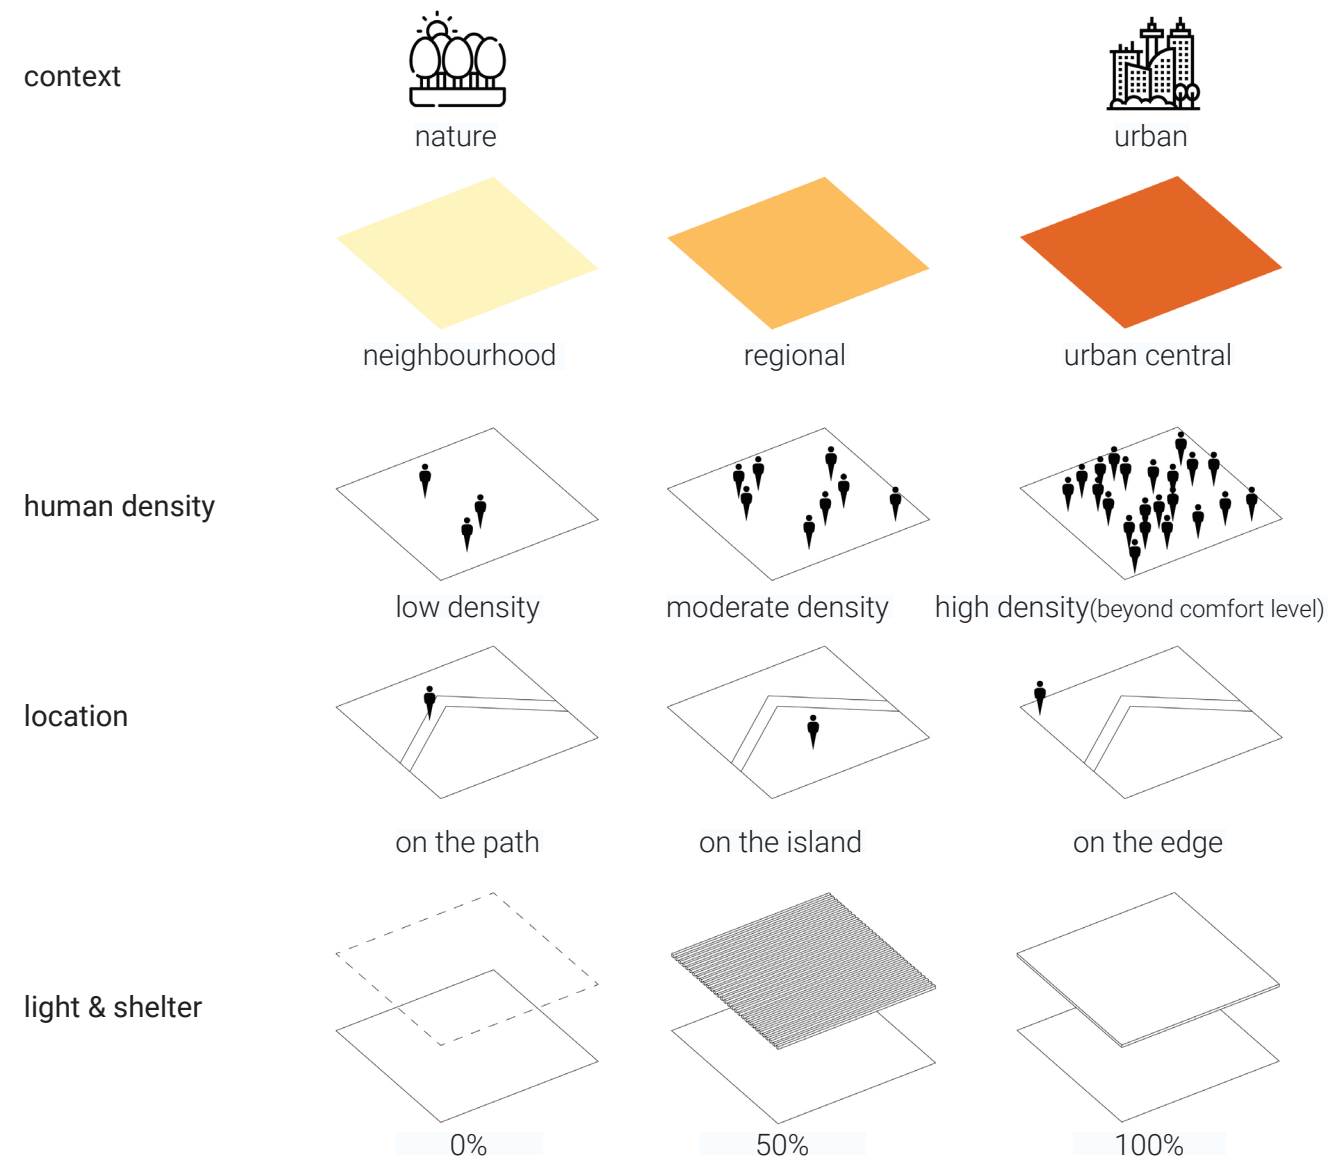 context
nature
urban
neighbourhood
regional
urban central
human density
low density
moderate density
high density(beyond comfort level)
location
on the path
on the island
on the edge
light & shelter
0%
50%
100%